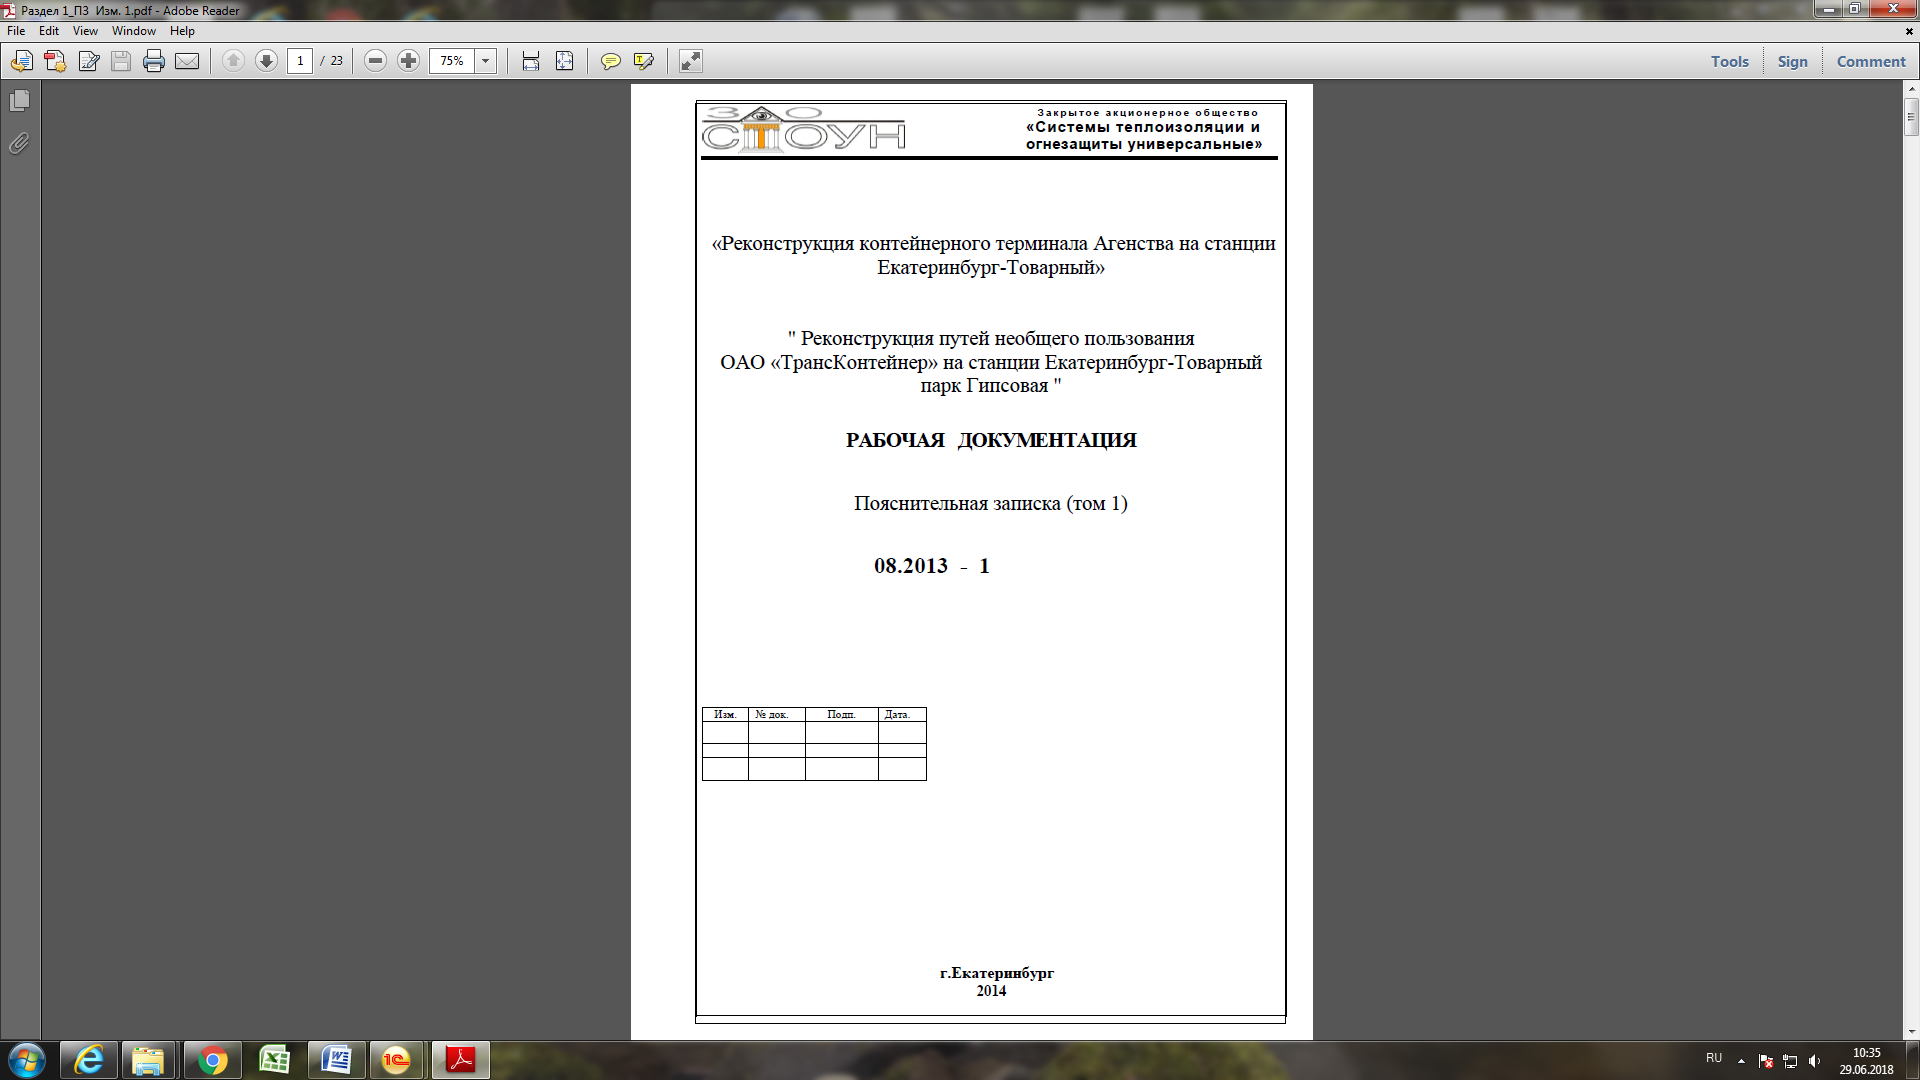 Раздел 1_ПЗ  Изм. 1.pdf - Adobe Reader
File Edit View Window Help
1 / 23 75% Tools Sign Comment
ЗАО
СТОУН
Закрытое акционерное общество
«Системы теплоизоляции и
огнезащиты универсальные»
«Реконструкция контейнерного терминала Агенства на станции
Екатеринбург-Товарный»
" Реконструкция путей необщего пользования
ОАО «ТрансКонтейнер» на станции Екатеринбург-Товарный
парк Гипсовая "
РАБОЧАЯ ДОКУМЕНТАЦИЯ
Пояснительная записка (том 1)
08.2013 - 1
Изм. № док. Подп. Дата.
г.Екатеринбург
2014
RU 10:35
29.06.2018